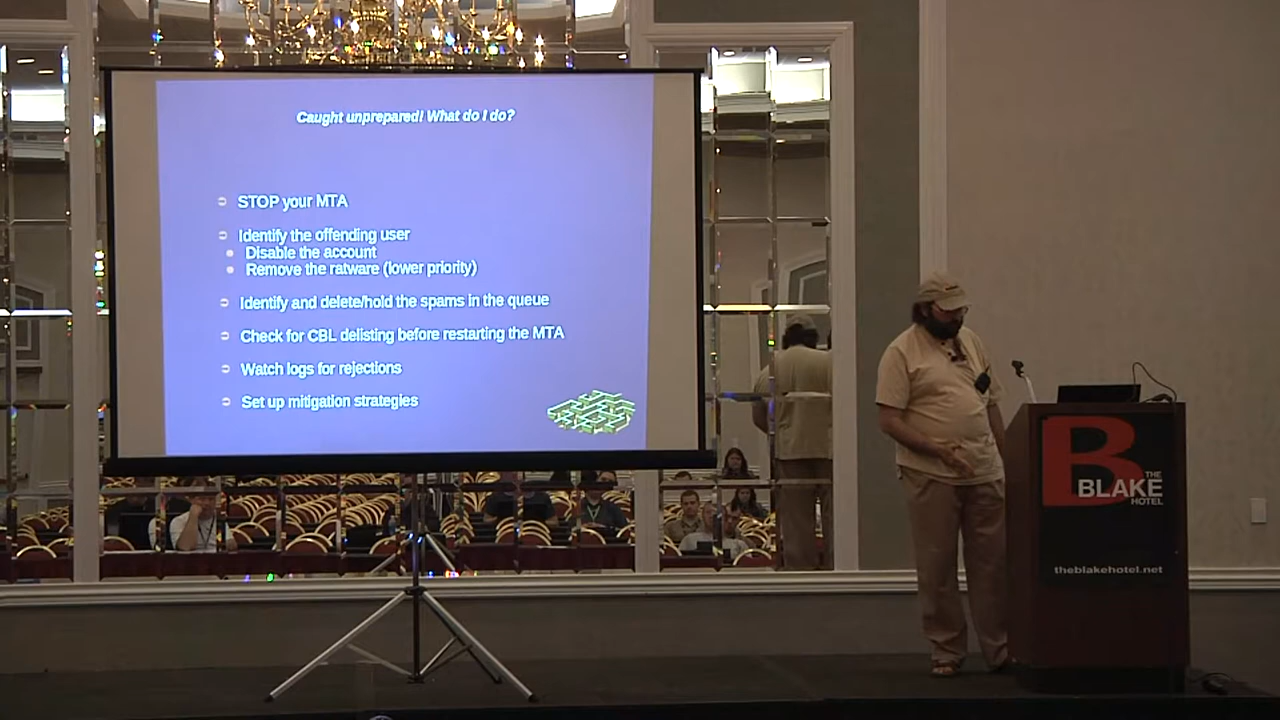 Caught unprepared! What do I do?
STOP your MTA
Identify the offending user
Disable the account
Remove the ratware (lower priority)
Identify and delete/hold the spams in the queue
Check for CBL delisting before restarting the MTA
Watch logs for rejections
Set up mitigation strategies
B
THE
BLAKE
HOTEL
theblakehotel.net